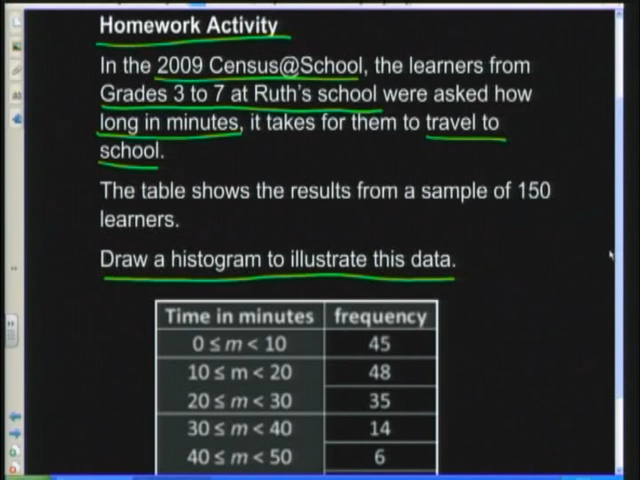 Homework Activity
In the 2009 Census@School, the learners from
Grades 3 to 7 at Ruth's school were asked how
long in minutes, it takes for them to travel to
school.
The table shows the results from a sample of 150
learners.
Draw a histogram to illustrate this data.
Time in minutes frequency
0 ≤ m < 10 45
10 ≤ m < 20 48
20 ≤ m < 30 35
30 ≤ m < 40 14
40 ≤ m < 50 6